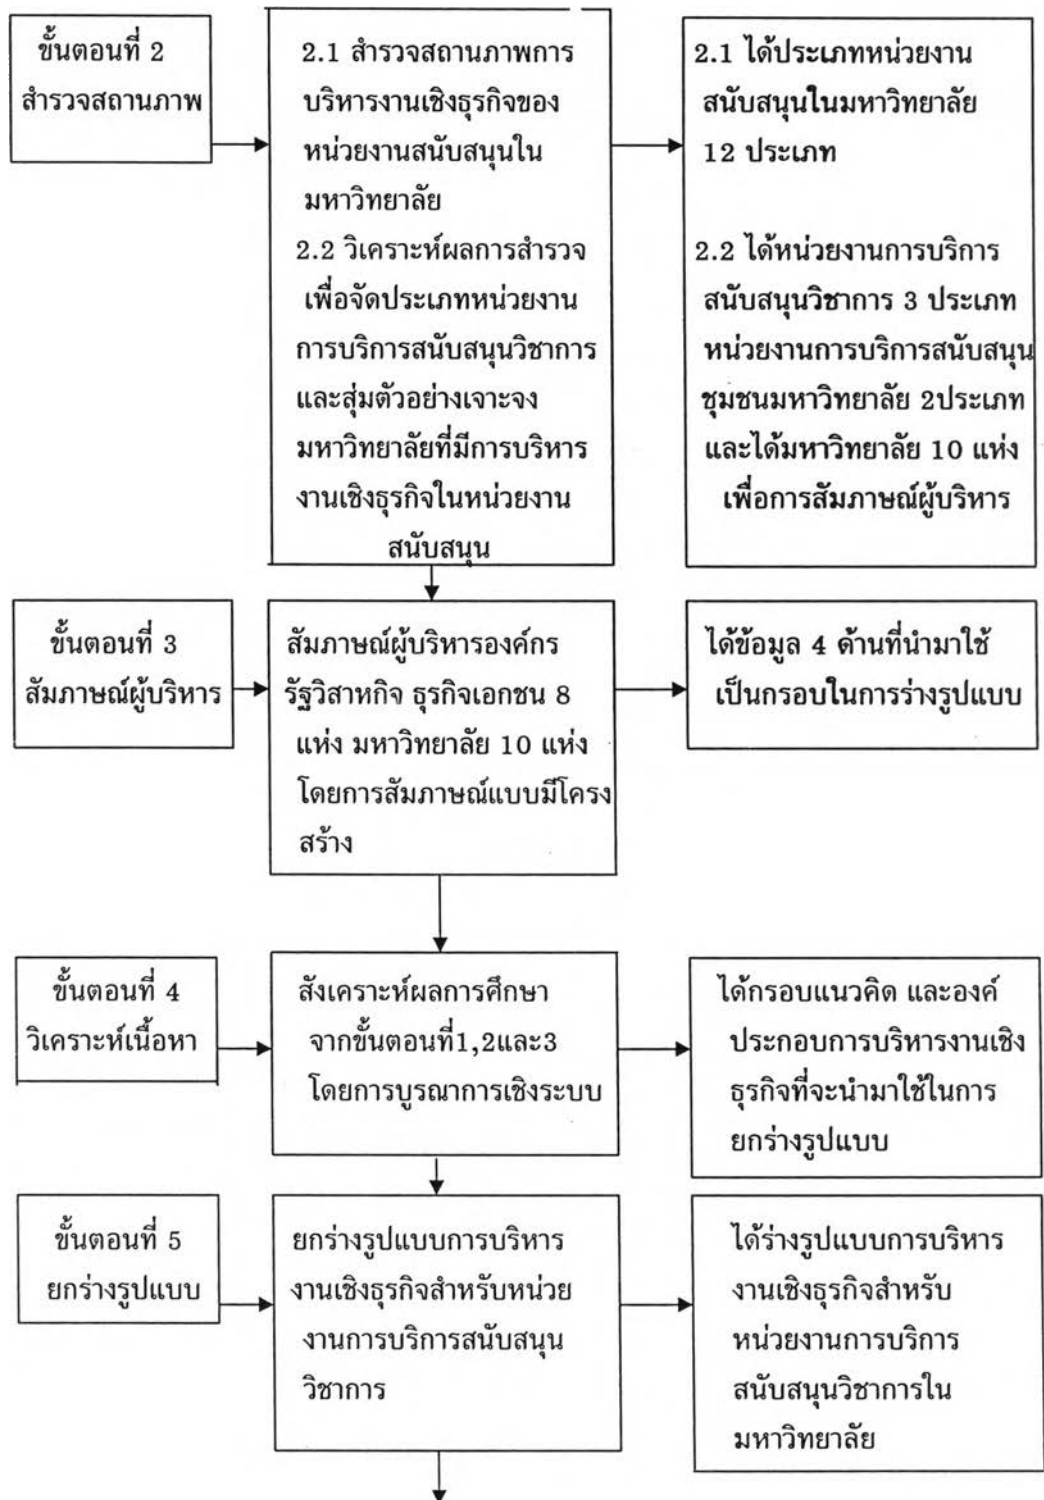 ขั้นตอนที่ 2
สำรวจสถานภาพ
2.1 สำรวจสถานภาพการ
บริหารงานเชิงธุรกิจของ
หน่วยงานสนับสนุนใน
มหาวิทยาลัย
2.2 วิเคราะห์ผลการสำรวจ
เพื่อจัดประเภทหน่วยงาน
การบริการสนับสนุนวิชาการ
และสุ่มตัวอย่างเจาะจง
มหาวิทยาลัยที่มีการบริหาร
งานเชิงธุรกิจในหน่วยงาน
สนับสนุน
2.1 ได้ประเภทหน่วยงาน
สนับสนุนในมหาวิทยาลัย
12 ประเภท
2.2 ได้หน่วยงานการบริการ
สนับสนุนวิชาการ 3 ประเภท
หน่วยงานการบริการสนับสนุน
ชุมชนมหาวิทยาลัย 2ประเภท
และได้มหาวิทยาลัย 10 แห่ง
เพื่อการสัมภาษณ์ผู้บริหาร
ขั้นตอนที่ 3
สัมภาษณ์ผู้บริหาร
สัมภาษณ์ผู้บริหารองค์กร
รัฐวิสาหกิจ ธุรกิจเอกชน 8
แห่ง มหาวิทยาลัย 10 แห่ง
โดยการสัมภาษณ์แบบมีโครง
สร้าง
ได้ข้อมูล 4 ด้านที่นำมาใช้
เป็นกรอบในการร่างรูปแบบ
ขั้นตอนที่ 4
วิเคราะห์เนื้อหา
สังเคราะห์ผลการศึกษา
จากขั้นตอนที่1,2และ3
โดยการบูรณาการเชิงระบบ
ได้กรอบแนวคิด และองค์
ประกอบการบริหารงานเชิง
ธุรกิจที่จะนำมาใช้ในการ
ยกร่างรูปแบบ
ขั้นตอนที่ 5
ยกร่างรูปแบบ
ยกร่างรูปแบบการบริหาร
งานเชิงธุรกิจสำหรับหน่วย
งานการบริการสนับสนุน
วิชาการ
ได้ร่างรูปแบบการบริหาร
งานเชิงธุรกิจสำหรับ
หน่วยงานการบริการ
สนับสนุนวิชาการใน
มหาวิทยาลัย